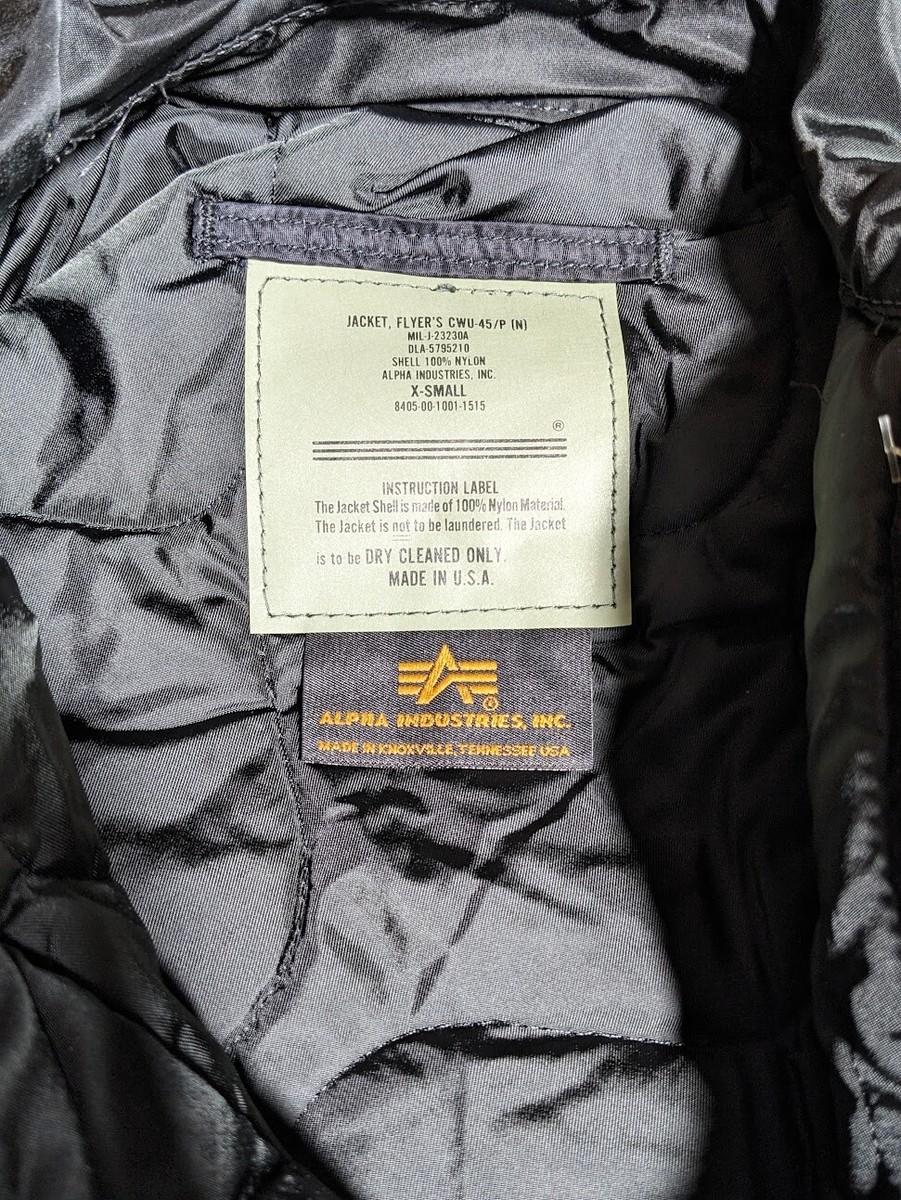 JACKET, FLYER'S CWU-45/P (N)
MIL-J-23230A
DLA-5795210
SHELL 100% NYLON
ALPHA INDUSTRIES, INC.
X-SMALL
8405-00-1001-1515
®
INSTRUCTION LABEL
The Jacket Shell is made of 100% Nylon Material.
The Jacket is not to be laundered. The Jacket
is to be DRY CLEANED ONLY.
MADE IN U.S.A.
®
ALPHA INDUSTRIES, INC.
MADE IN KNOXVILLE, TENNESSEE USA